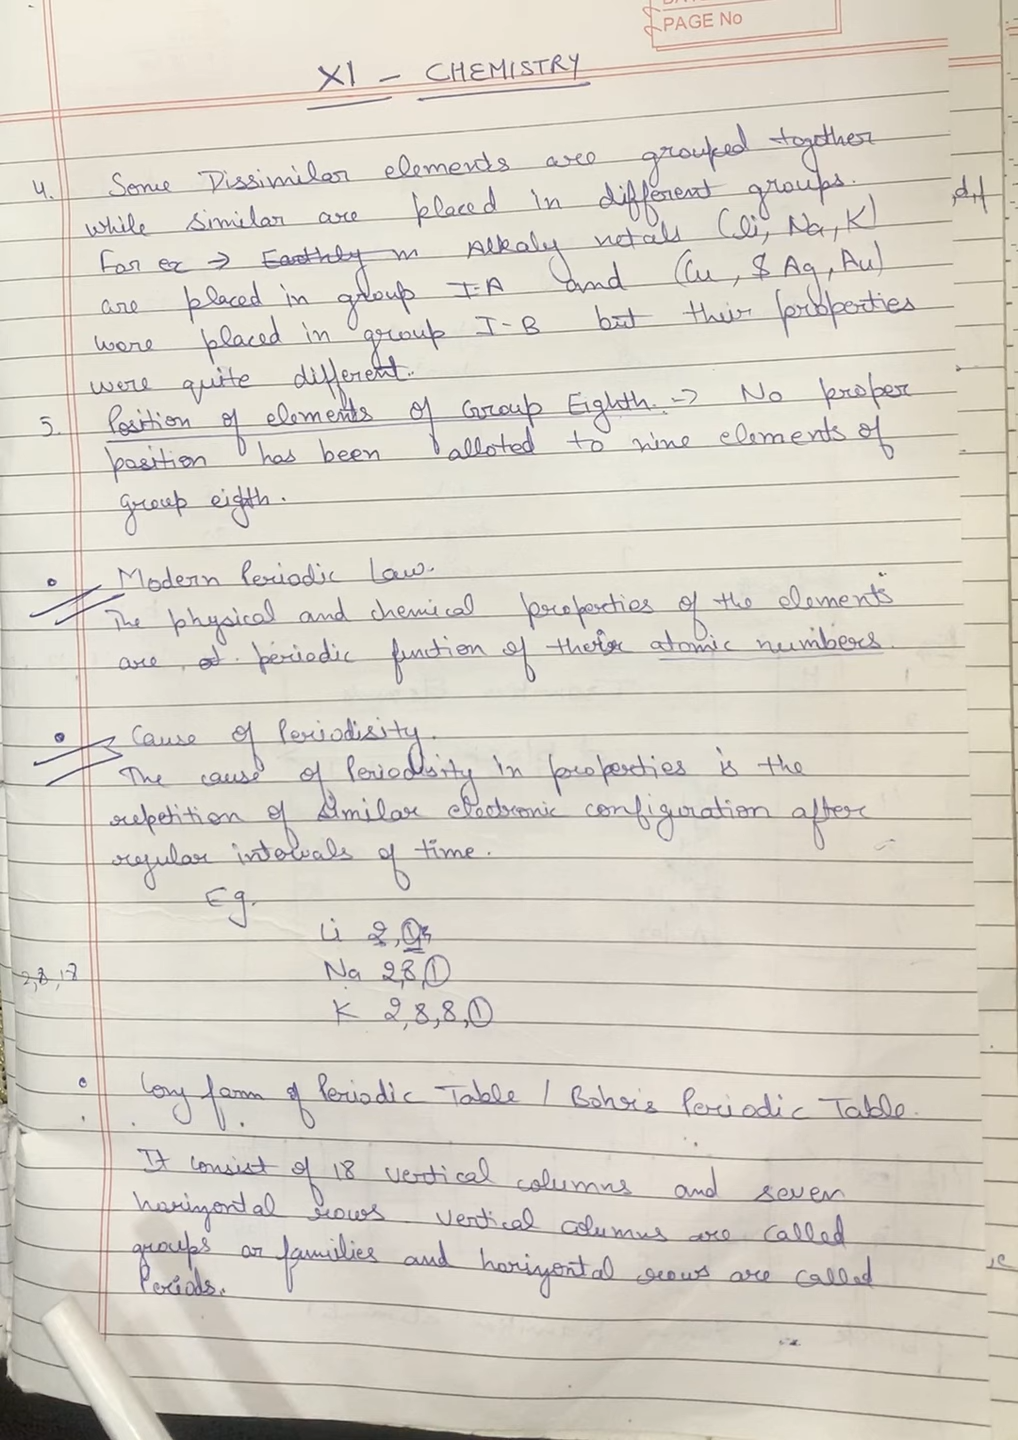 PAGE No
XI - CHEMISTRY
4. Some Dissimilar elements are grouped together
while similar are placed in different groups.
d,f
For ex → Earthly m Alkaly netals (Li, Na, K)
are placed in group I-A and (Cu, $ Ag, Au)
were placed in group I-B but their properties
were quite different.
5. Position of elements of Group Eighth. → No proper
position has been alloted to nine elements of
group eighth.
• Modern Periodic Law.
The physical and chemical properties of the elements
are periodic function of their atomic numbers.
• Cause of Periodisity.
The cause of Periodsity in properties is the
repetition of similar electronic configuration after
regular intervals of time.
Eg.
Li 2,1
Na 2,8,1
2,8,18
K 2,8,8,1
• Long form of Periodic Table / Bohr's Periodic Table.
It consist of 18 vertical columns and seven
horizontal rows vertical columns are called
groups or families and horizontal rows are called
Periods.